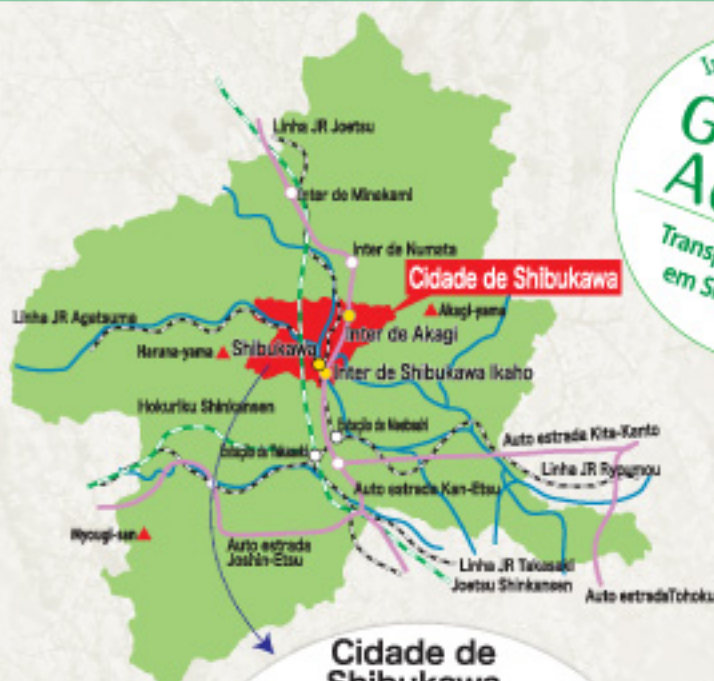 Linha JR Joetsu
Inter de Minakami
Inter de Numata
Cidade de Shibukawa
Linha JR Agatsuma
Akagi-yama
Inter de Akagi
Haruna-yama
Shibukawa
Inter de Shibukawa Ikaho
Hokuriku Shinkansen
Estação de Maebashi
Estação de Takasaki
Auto estrada Kita-Kanto
Linha JR Ryoumou
Auto estrada Kan-Etsu
Myougi-san
Auto estrada
Joshin-Etsu
Linha JR Takasaki
Joetsu Shinkansen
Auto estradaTohoku
Cidade de
Shibukawa
em